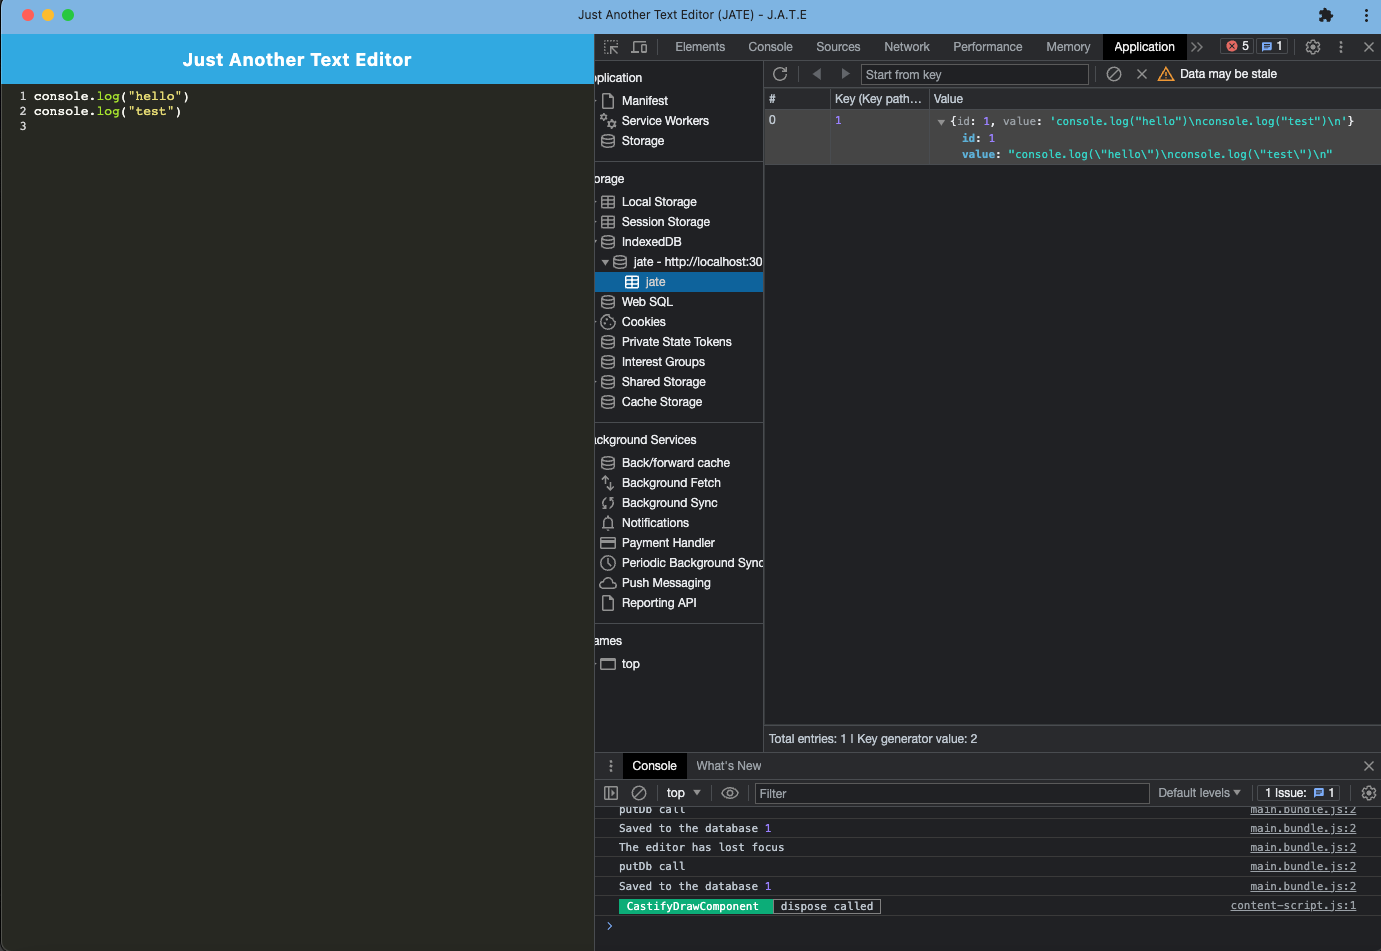 Just Another Text Editor (JATE) - J.A.T.E
Just Another Text Editor
1 console.log("hello")
2 console.log("test")
3
Elements Console Sources Network Performance Memory Application 5 1
pplication
Manifest
Service Workers
Storage
orage
Local Storage
Session Storage
IndexedDB
jate - http://localhost:30
jate
Web SQL
Cookies
Private State Tokens
Interest Groups
Shared Storage
Cache Storage
ackground Services
Back/forward cache
Background Fetch
Background Sync
Notifications
Payment Handler
Periodic Background Sync
Push Messaging
Reporting API
ames
top
Start from key Data may be stale
# Key (Key path... Value
0 1 {id: 1, value: 'console.log("hello")\nconsole.log("test")\n'}
id: 1
value: "console.log(\"hello\")\nconsole.log(\"test\")\n"
Total entries: 1 | Key generator value: 2
Console What's New
top Filter Default levels 1 Issue: 1
putDb call main.bundle.js:2
Saved to the database 1 main.bundle.js:2
The editor has lost focus main.bundle.js:2
putDb call main.bundle.js:2
Saved to the database 1 main.bundle.js:2
CastifyDrawComponent dispose called content-script.js:1
>